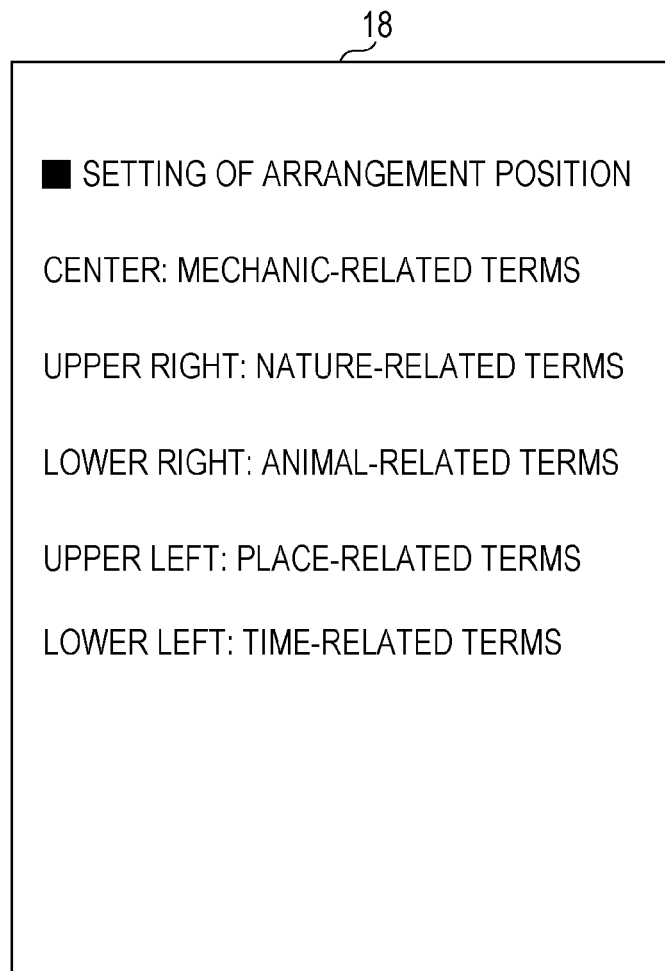 18
■ SETTING OF ARRANGEMENT POSITION
CENTER: MECHANIC-RELATED TERMS
UPPER RIGHT: NATURE-RELATED TERMS
LOWER RIGHT: ANIMAL-RELATED TERMS
UPPER LEFT: PLACE-RELATED TERMS
LOWER LEFT: TIME-RELATED TERMS